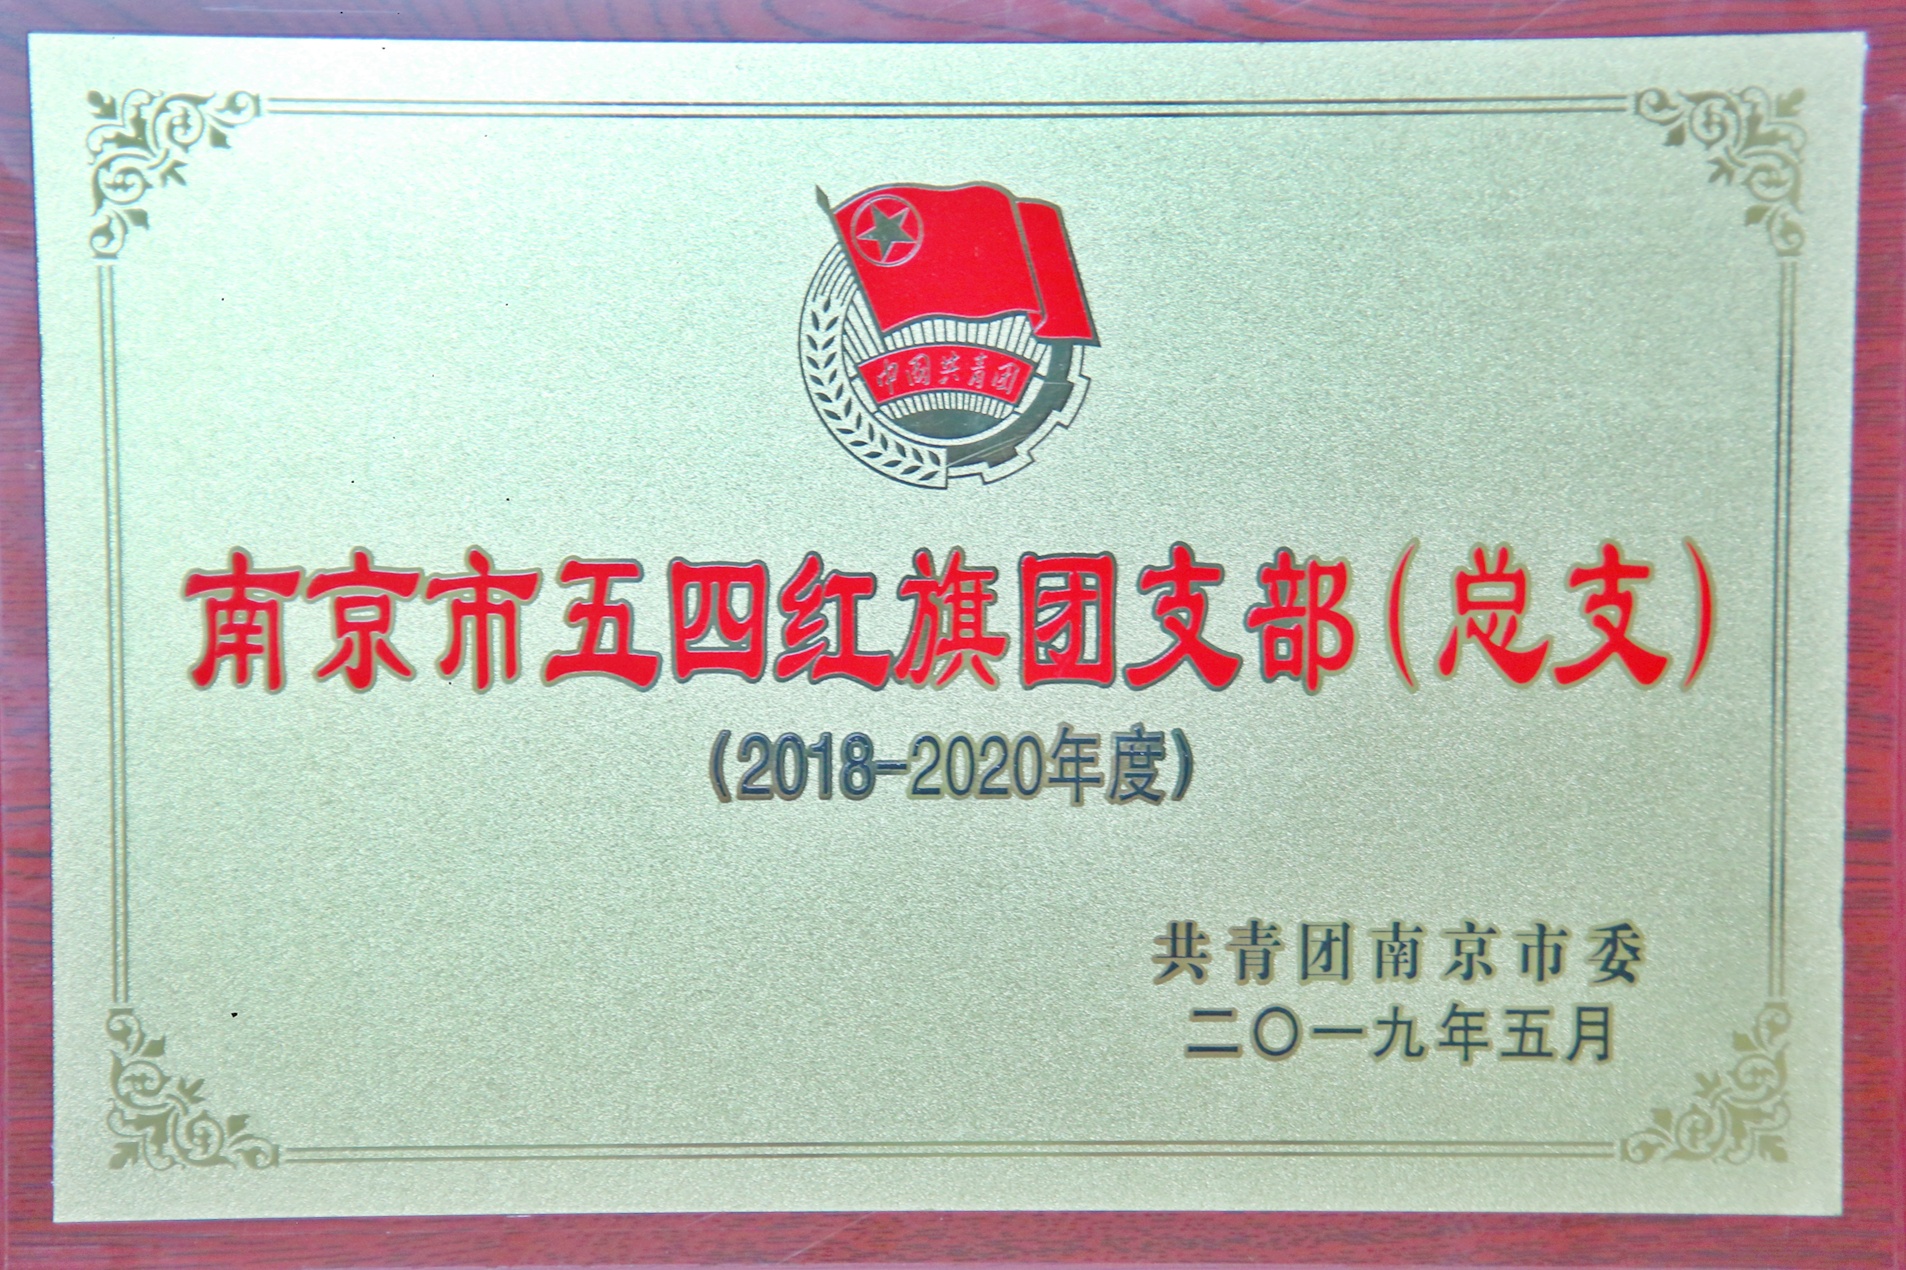 中国共青团
南京市五四红旗团支部(总支)
(2018-2020年度)
共青团南京市委
二〇一九年五月